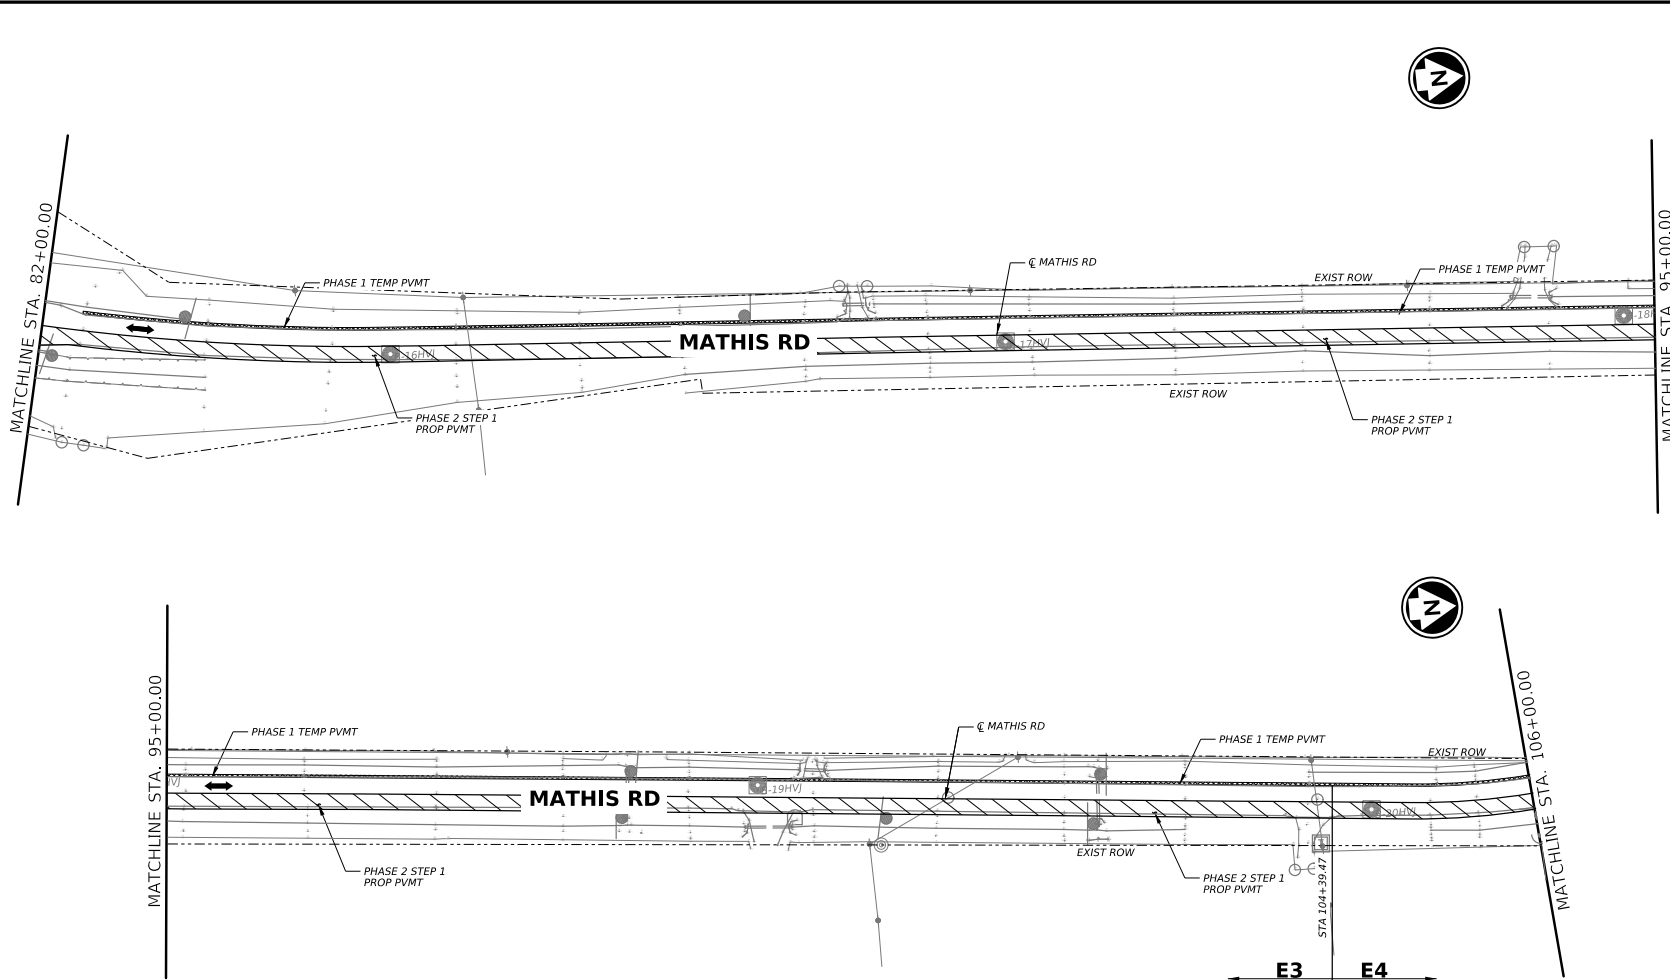 N
MATCHLINE STA. 82+00.00
PHASE 1 TEMP PVMT
℄ MATHIS RD
EXIST ROW
PHASE 1 TEMP PVMT
MATCHLINE STA. 95+00.00
MATHIS RD
16HVJ
17HVJ
EXIST ROW
PHASE 2 STEP 1
PROP PVMT
PHASE 2 STEP 1
PROP PVMT
N
MATCHLINE STA. 95+00.00
PHASE 1 TEMP PVMT
℄ MATHIS RD
PHASE 1 TEMP PVMT
EXIST ROW
MATCHLINE STA. 106+00.00
MATHIS RD
-19HVJ
20HVJ
EXIST ROW
PHASE 2 STEP 1
PROP PVMT
PHASE 2 STEP 1
PROP PVMT
STA 104+39.47
E3 E4